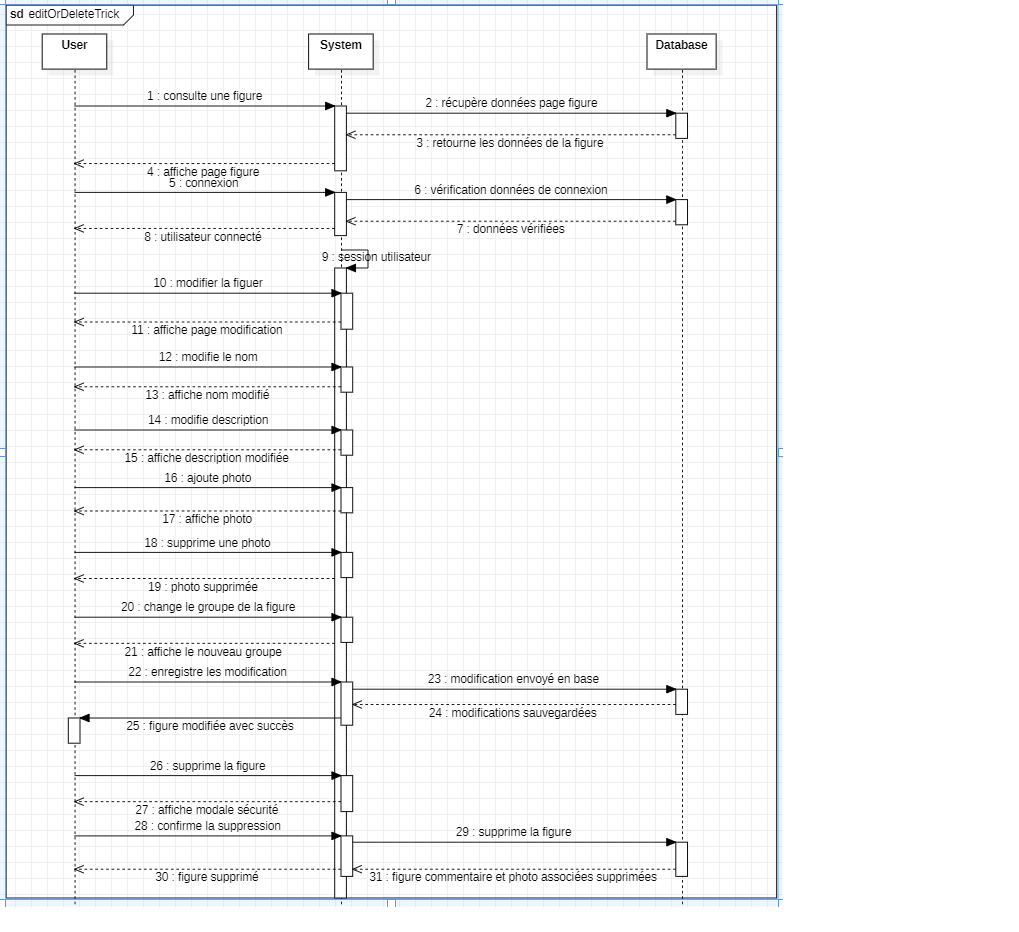 sd editOrDeleteTrick
User
System
Database
1 : consulte une figure
2 : récupère données page figure
3 : retourne les données de la figure
4 : affiche page figure
5 : connexion
6 : vérification données de connexion
7 : données vérifiées
8 : utilisateur connecté
9 : session utilisateur
10 : modifier la figuer
11 : affiche page modification
12 : modifie le nom
13 : affiche nom modifié
14 : modifie description
15 : affiche description modifiée
16 : ajoute photo
17 : affiche photo
18 : supprime une photo
19 : photo supprimée
20 : change le groupe de la figure
21 : affiche le nouveau groupe
22 : enregistre les modification
23 : modification envoyé en base
24 : modifications sauvegardées
25 : figure modifiée avec succès
26 : supprime la figure
27 : affiche modale sécurité
28 : confirme la suppression
29 : supprime la figure
30 : figure supprimé
31 : figure commentaire et photo associées supprimées